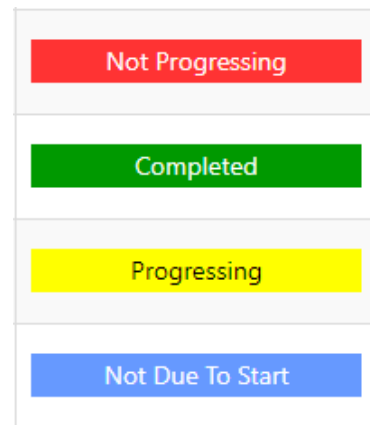 Not Progressing
Completed
Progressing
Not Due To Start